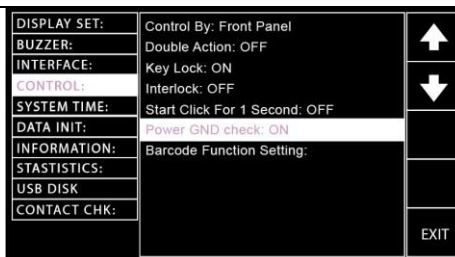 DISPLAY SET:
BUZZER:
INTERFACE:
CONTROL:
SYSTEM TIME:
DATA INIT:
INFORMATION:
STASTISTICS:
USB DISK
CONTACT CHK:
Control By: Front Panel
Double Action: OFF
Key Lock: ON
Interlock: OFF
Start Click For 1 Second: OFF
Power GND check: ON
Barcode Function Setting:
EXIT